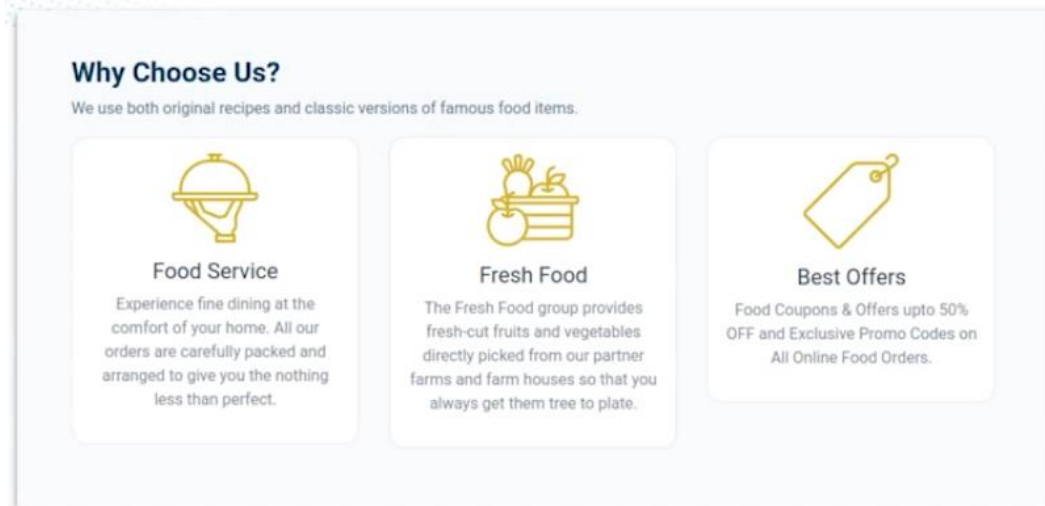 Why Choose Us?
We use both original recipes and classic versions of famous food items.
Food Service
Experience fine dining at the
comfort of your home. All our
orders are carefully packed and
arranged to give you the nothing
less than perfect.
Fresh Food
The Fresh Food group provides
fresh-cut fruits and vegetables
directly picked from our partner
farms and farm houses so that you
always get them tree to plate.
Best Offers
Food Coupons & Offers upto 50%
OFF and Exclusive Promo Codes on
All Online Food Orders.